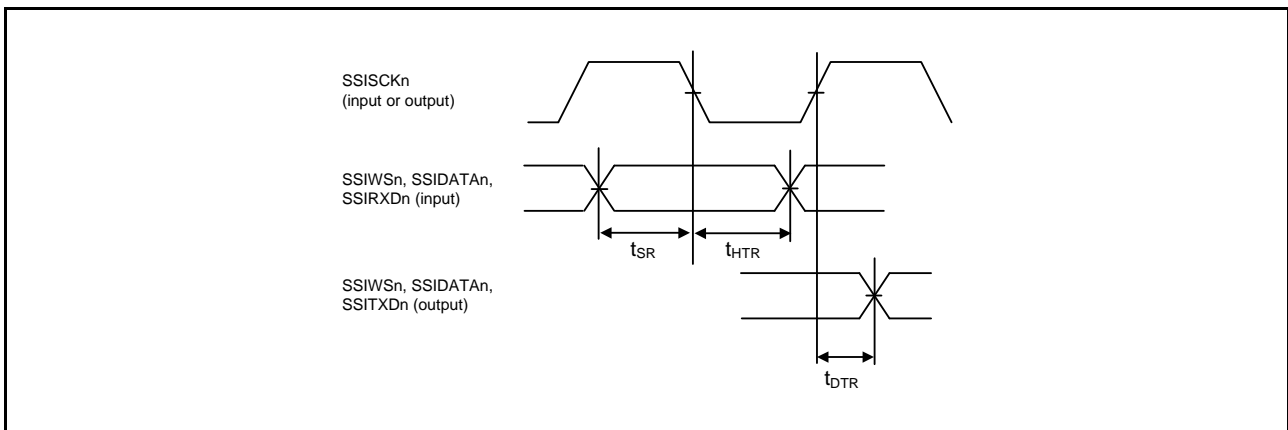 SSISCKn
(input or output)
SSIWSn, SSIDATAn,
SSIRXDn (input)
tSR
tHTR
SSIWSn, SSIDATAn,
SSITXDn (output)
tDTR